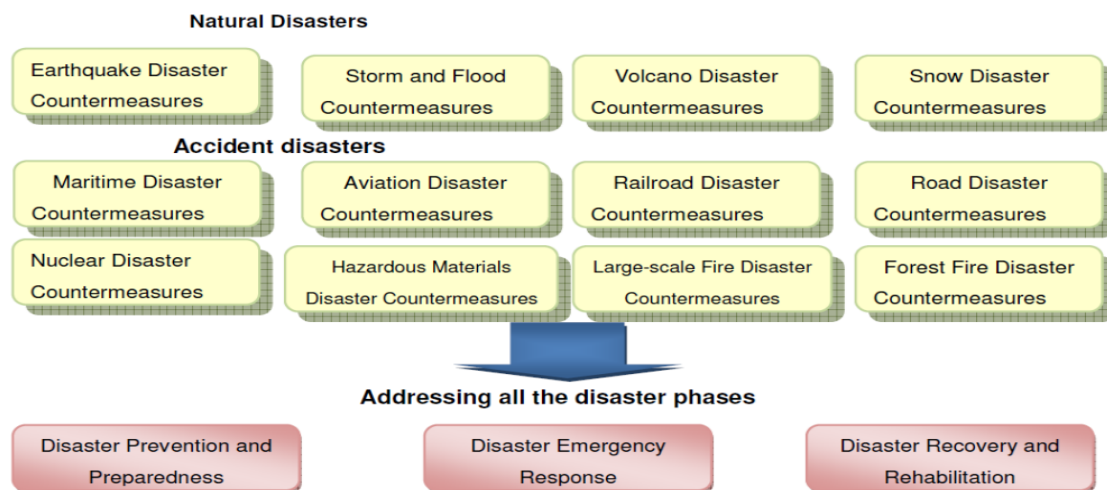 Natural Disasters
Earthquake Disaster
Countermeasures
Storm and Flood
Countermeasures
Volcano Disaster
Countermeasures
Snow Disaster
Countermeasures
Accident disasters
Maritime Disaster
Countermeasures
Aviation Disaster
Countermeasures
Railroad Disaster
Countermeasures
Road Disaster
Countermeasures
Nuclear Disaster
Countermeasures
Hazardous Materials
Disaster Countermeasures
Large-scale Fire Disaster
Countermeasures
Forest Fire Disaster
Countermeasures
Addressing all the disaster phases
Disaster Prevention and
Preparedness
Disaster Emergency
Response
Disaster Recovery and
Rehabilitation